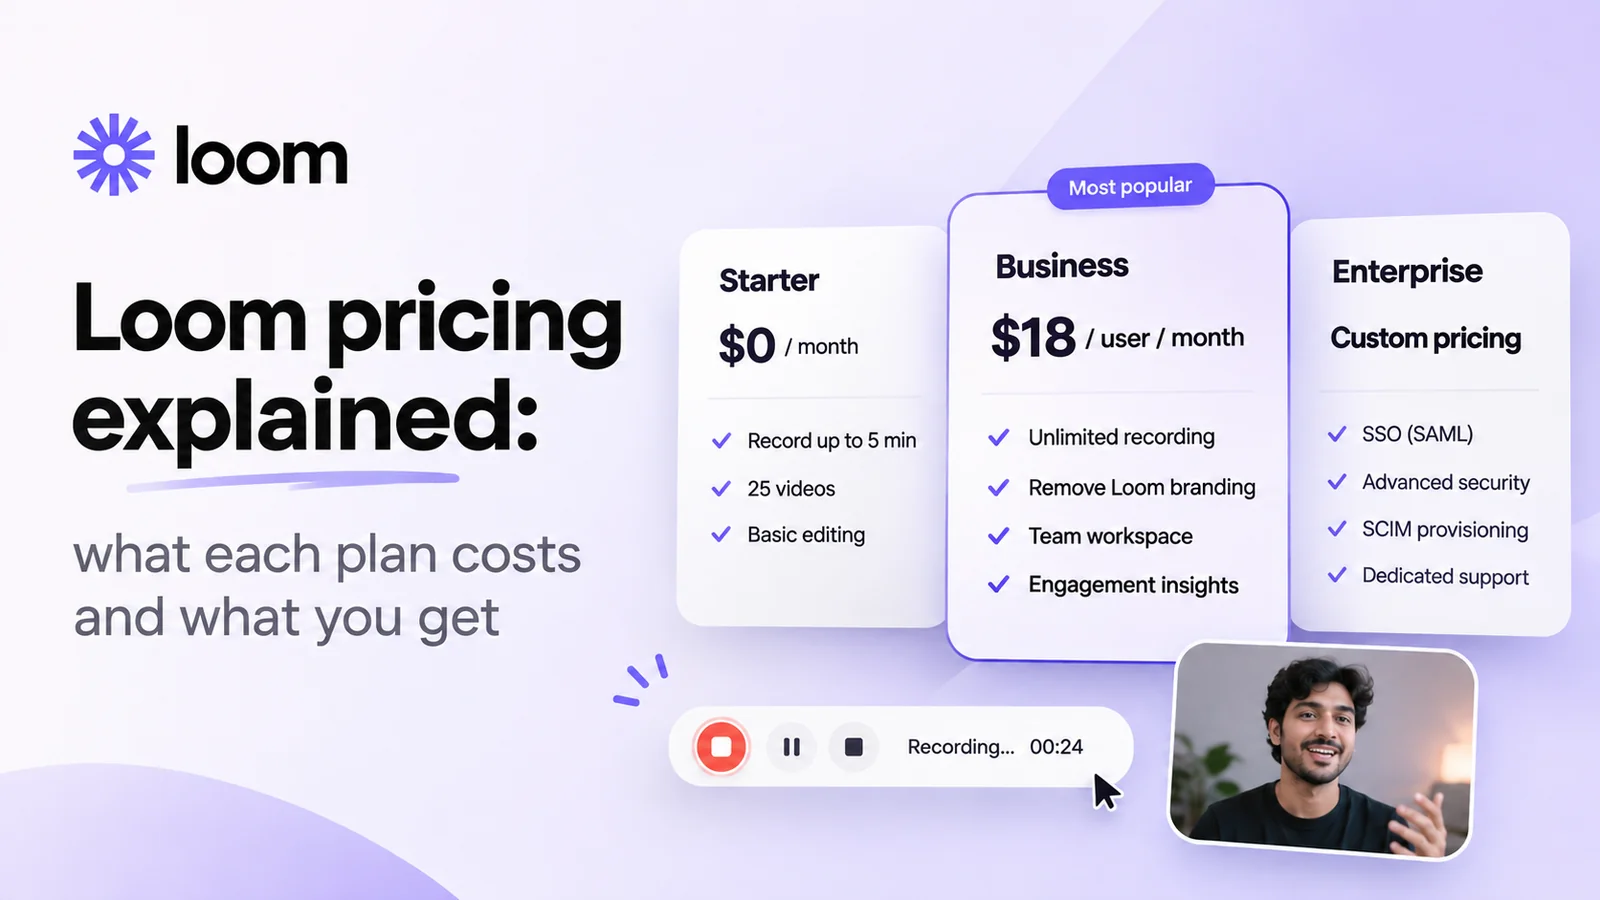 loom
Loom pricing
explained:
what each plan costs
and what you get
Starter
$0 / month
Record up to 5 min
25 videos
Basic editing
Most popular
Business
$18 / user / month
Unlimited recording
Remove Loom branding
Team workspace
Engagement insights
Enterprise
Custom pricing
SSO (SAML)
Advanced security
SCIM provisioning
Dedicated support
Recording... 00:24